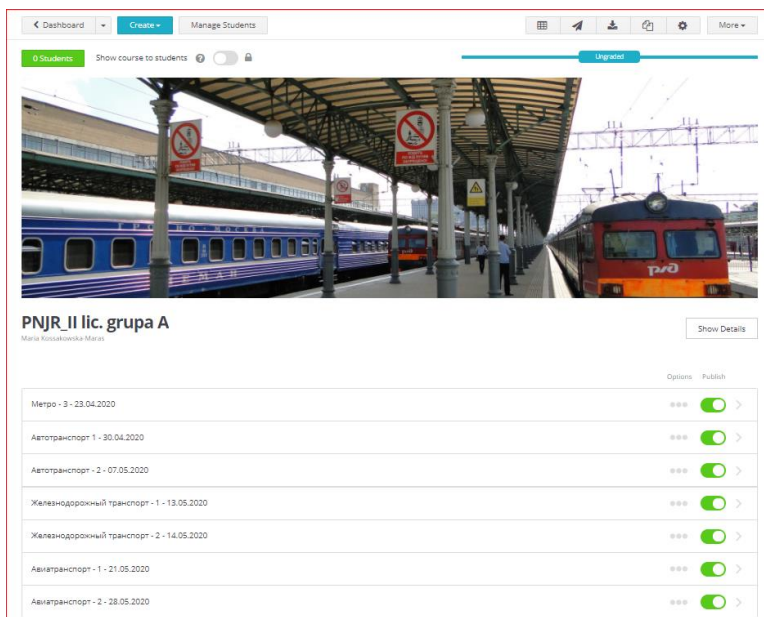 Dashboard
Create
Manage Students
More
0 Students
Show course to students
Ungraded
ГРОДНО-МОСКВА
НЕМАН
PNJR_II lic. grupa A
Show Details
Maria Kossakowska-Maras
Options Publish
Метро - 3 - 23.04.2020
Автотранспорт 1 - 30.04.2020
Автотранспорт - 2 - 07.05.2020
Железнодорожный транспорт - 1 - 13.05.2020
Железнодорожный транспорт - 2 - 14.05.2020
Авиатранспорт - 1 - 21.05.2020
Авиатранспорт - 2 - 28.05.2020